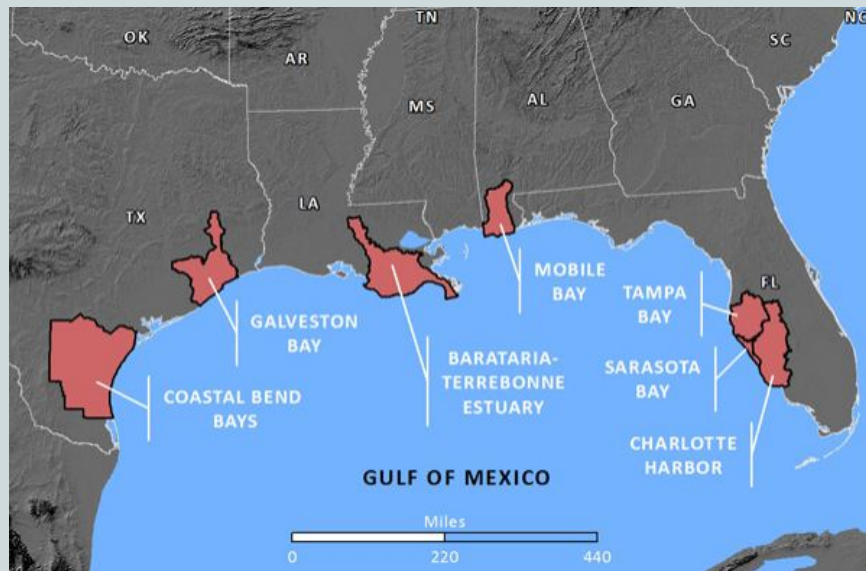 TN
NC
OK
AR
SC
MS
AL
GA
TX
LA
FL
MOBILE
BAY
TAMPA
BAY
GALVESTON
BAY
BARATARIA-
TERREBONNE
ESTUARY
SARASOTA
BAY
COASTAL BEND
BAYS
CHARLOTTE
HARBOR
GULF OF MEXICO
Miles
0
220
440